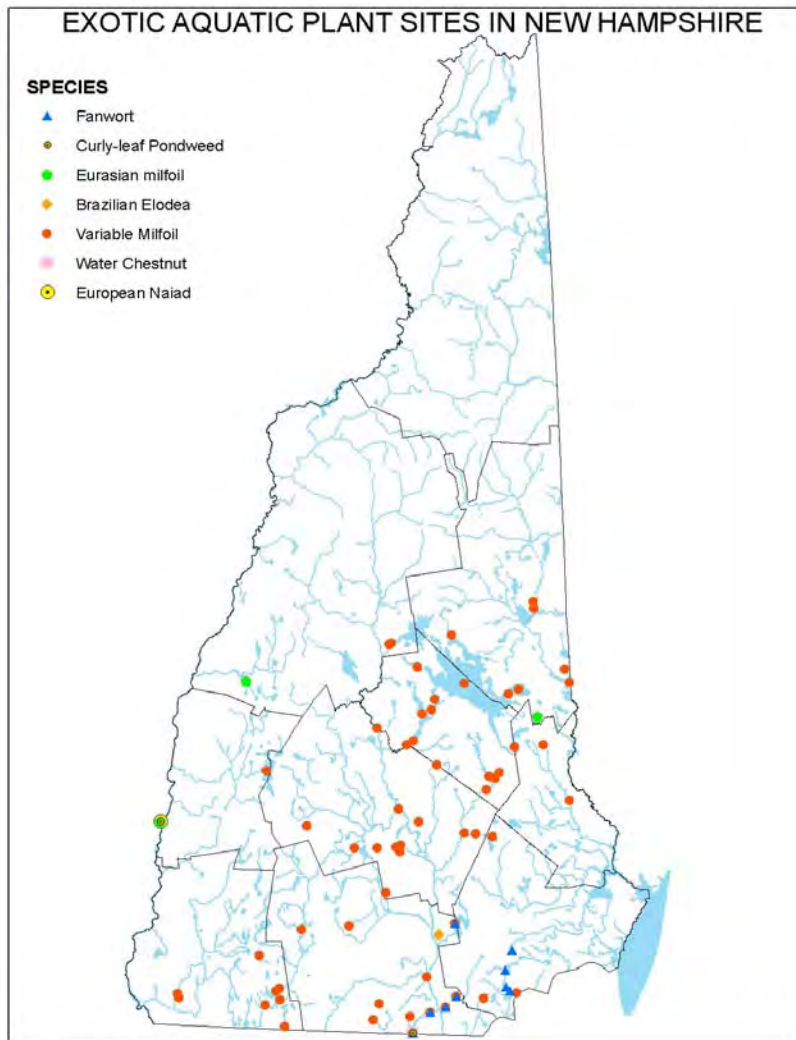 EXOTIC AQUATIC PLANT SITES IN NEW HAMPSHIRE
SPECIES
Fanwort
Curly-leaf Pondweed
Eurasian milfoil
Brazilian Elodea
Variable Milfoil
Water Chestnut
European Naiad